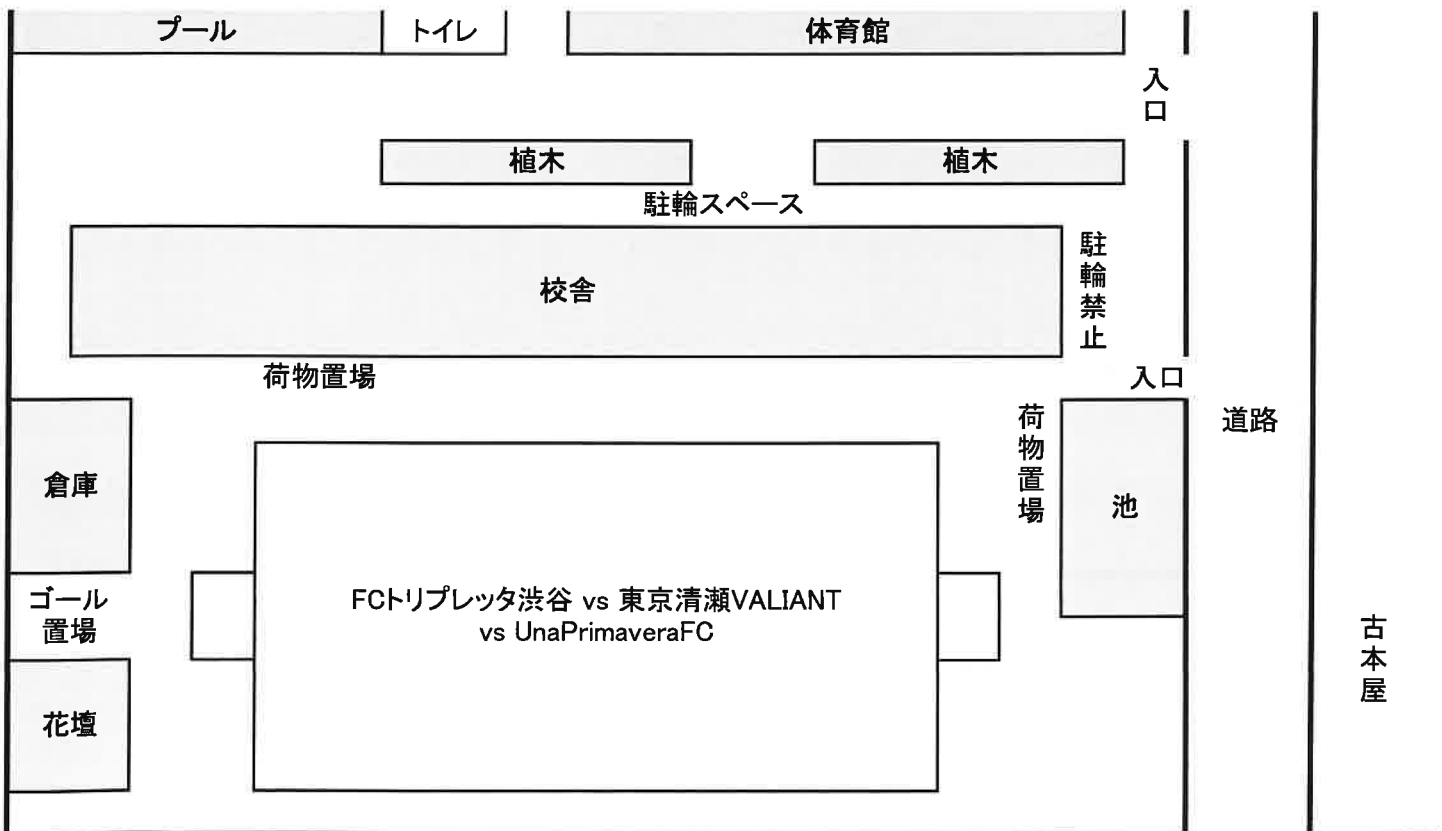 プール
トイレ
体育館
入口
植木
植木
駐輪スペース
駐輪禁止
校舎
荷物置場
入口
荷物置場
道路
倉庫
池
ゴール
置場
FCトリプレッタ渋谷 vs 東京清瀬VALIANT
vs UnaPrimaveraFC
古本屋
花壇